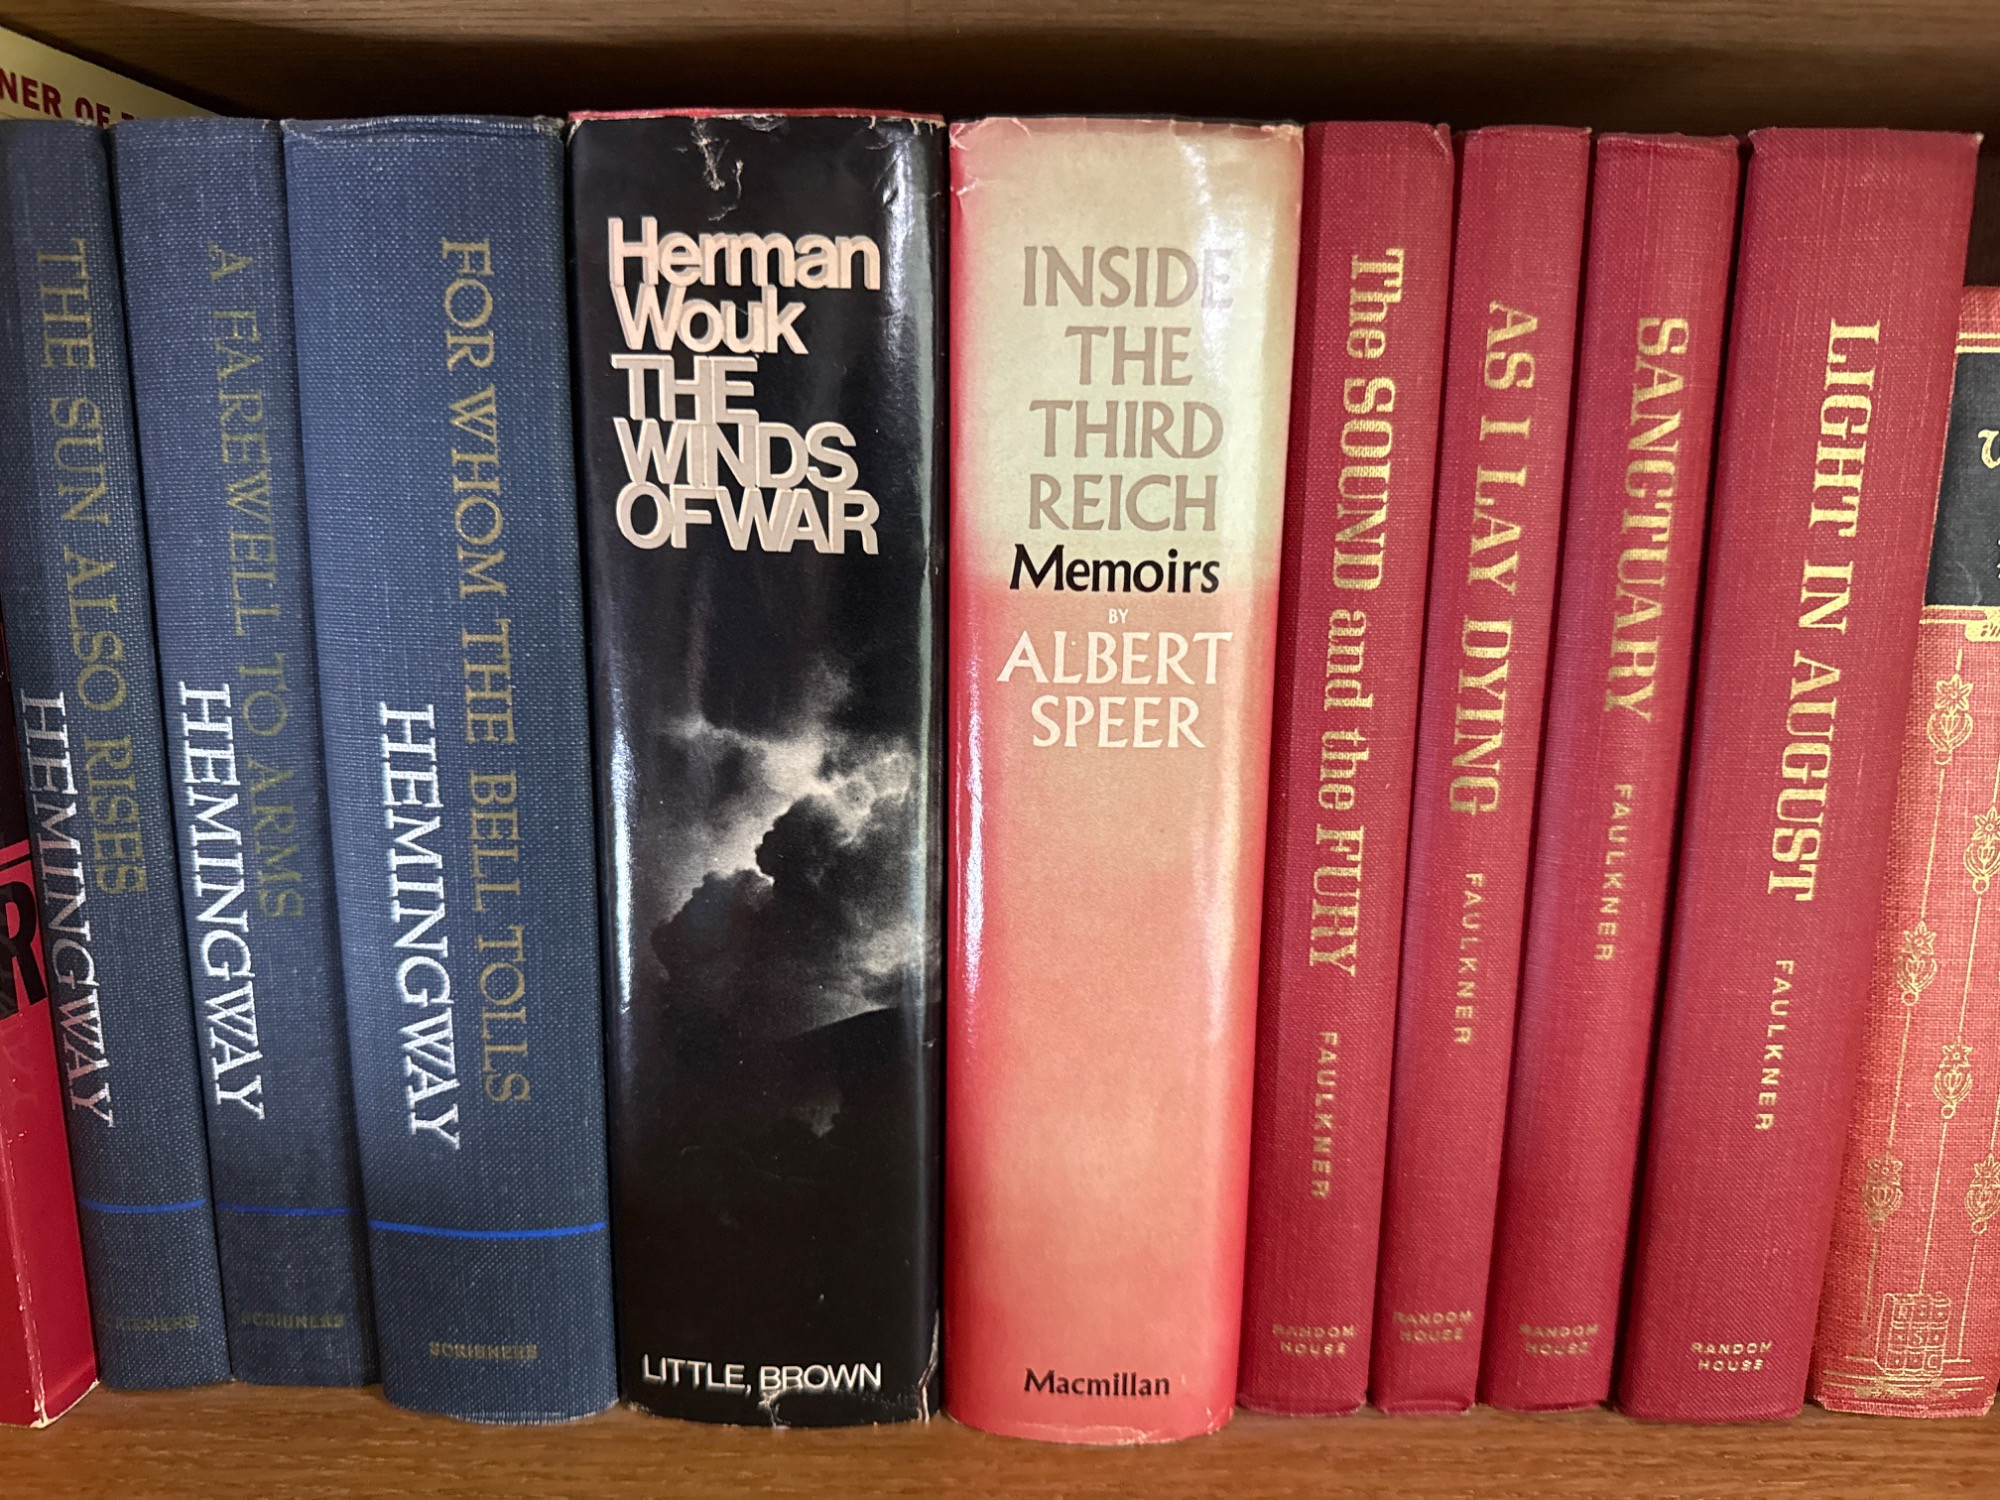 NER OF
R
THE SUN ALSO RISES
HEMINGWAY
SCRIBNERS
A FAREWELL TO ARMS
HEMINGWAY
SCRIBNERS
FOR WHOM THE BELL TOLLS
HEMINGWAY
SCRIBNERS
Herman
Wouk
THE
WINDS
OF WAR
LITTLE, BROWN
INSIDE
THE
THIRD
REICH
Memoirs
BY
ALBERT
SPEER
Macmillan
The SOUND and the FURY
FAULKNER
RANDOM
HOUSE
AS I LAY DYING
FAULKNER
RANDOM
HOUSE
SANCTUARY
FAULKNER
RANDOM
HOUSE
LIGHT IN AUGUST
FAULKNER
RANDOM
HOUSE